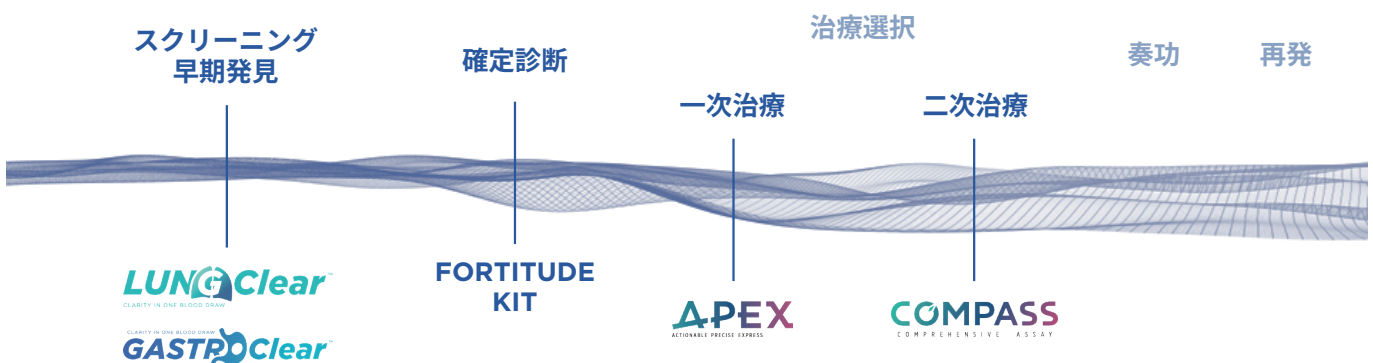 スクリーニング
早期発見
確定診断
治療選択
一次治療
二次治療
奏功
再発
LUNGClear™
CLARITY IN ONE BLOOD DRAW
CLARITY IN ONE BLOOD DRAW
GASTROClear™
FORTITUDE
KIT
APEX
ACTIONABLE PRECISE EXPRESS
COMPASS
COMPREHENSIVE ASSAY